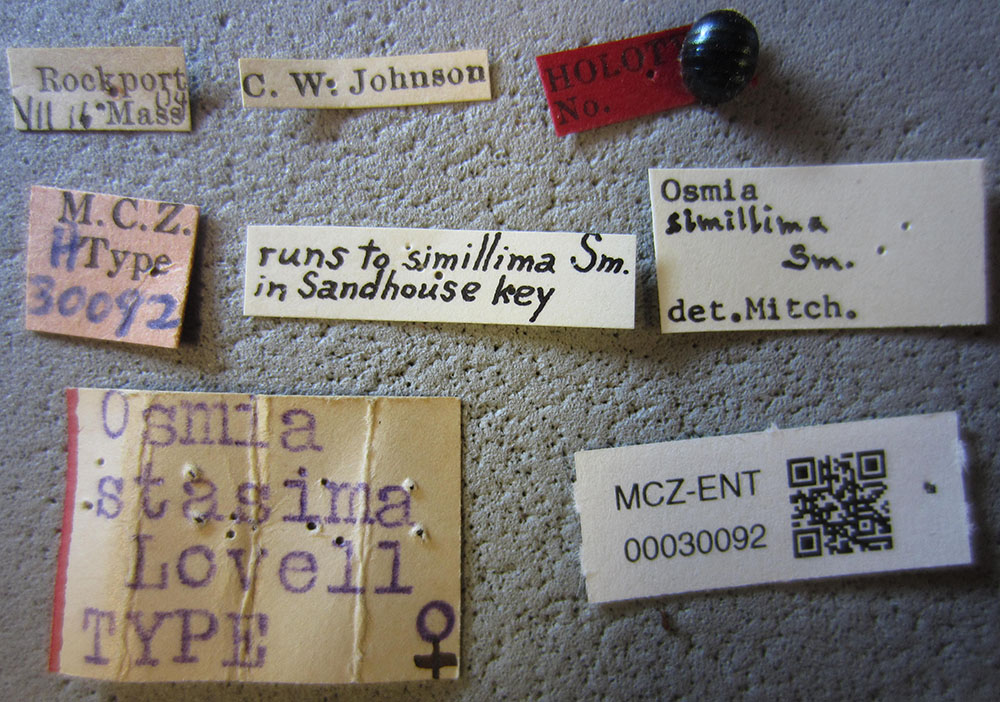 Rockport
VII 16 Mass
C. W. Johnson
HOLOT
No.
M.C.Z.
HType
30092
runs to simillima Sm.
in Sandhouse key
Osmia
simillima
Sm.
det.Mitch.
Osmia
stasima
Lovell
TYPE ♀
MCZ-ENT
00030092